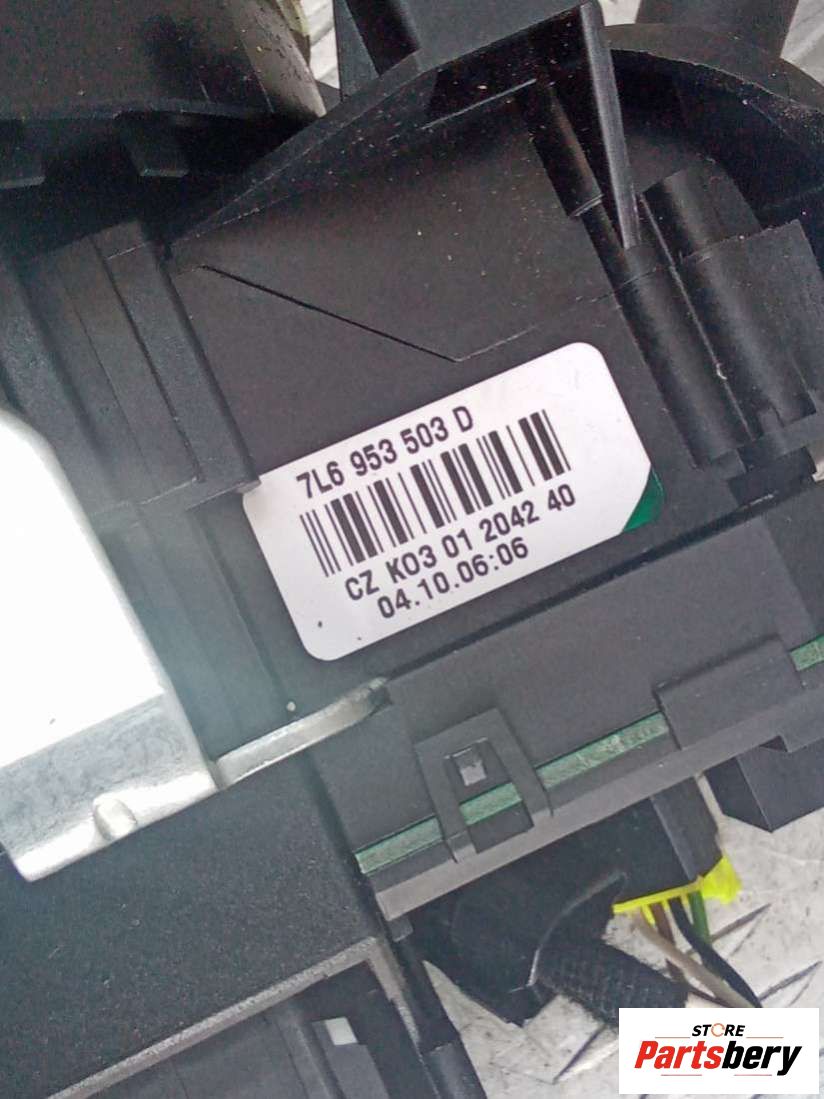 7L6 953 503 D
CZ K03 01 2042 40
04.10.06:06
STORE
Partsbery